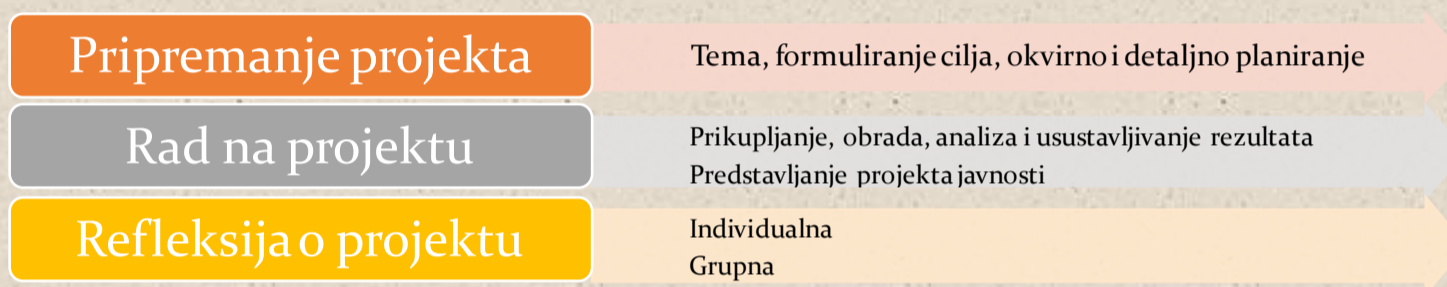 Pripremanje projekta
Tema, formuliranje cilja, okvirno i detaljno planiranje
Rad na projektu
Prikupljanje, obrada, analiza i usustavljivanje rezultata
Predstavljanje projekta javnosti
Refleksija o projektu
Individualna
Grupna